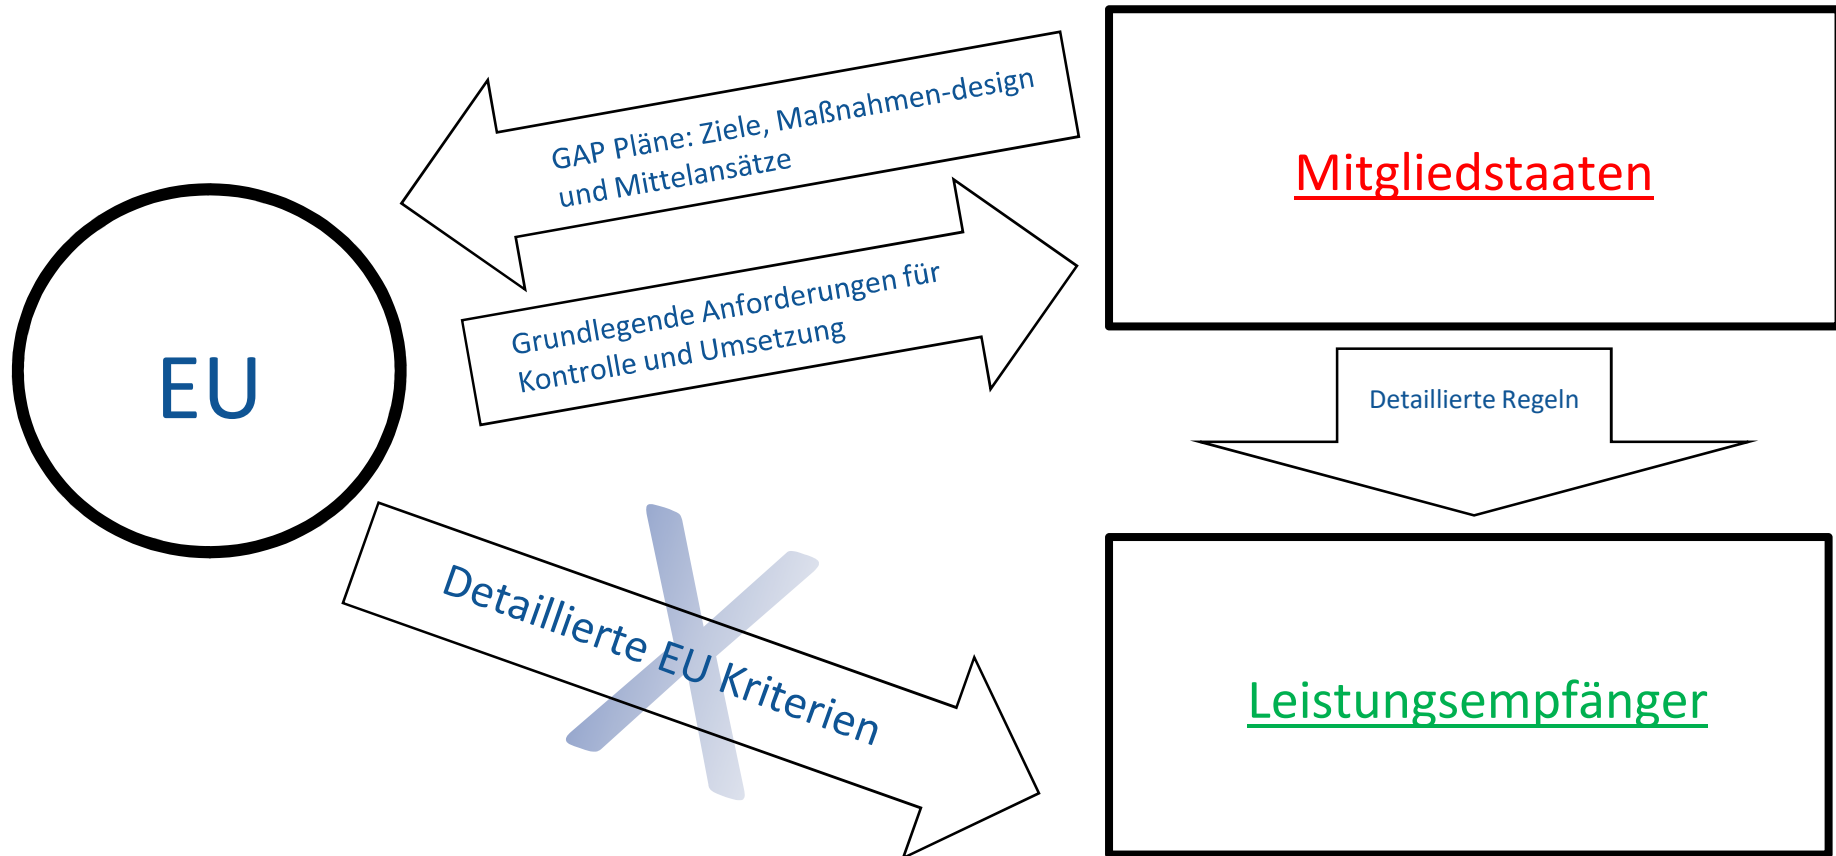 GAP Pläne: Ziele, Maßnahmen-design
und Mittelansätze
Mitgliedstaaten
Grundlegende Anforderungen für
Kontrolle und Umsetzung
EU
Detaillierte Regeln
Detaillierte EU Kriterien
Leistungsempfänger